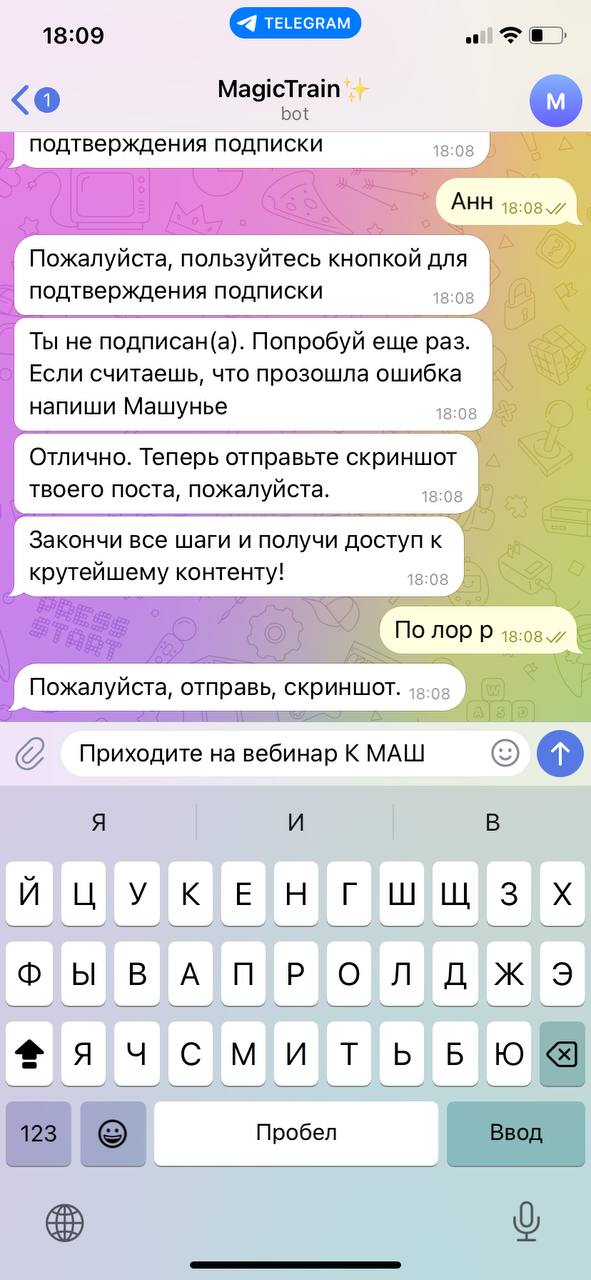 18:09
TELEGRAM
1
MagicTrain✨
bot
M
подтверждения подписки
18:08
Анн 18:08
Пожалуйста, пользуйтесь кнопкой для
подтверждения подписки
18:08
Ты не подписан(а). Попробуй еще раз.
Если считаешь, что прозошла ошибка
напиши Машунье
18:08
Отлично. Теперь отправьте скриншот
твоего поста, пожалуйста.
18:08
Закончи все шаги и получи доступ к
крутейшему контенту!
18:08
PRESS
START
По лор р 18:08
Пожалуйста, отправь, скриншот. 18:08
W
A S D
Приходите на вебинар К МАШ
Я И В
Й Ц У К Е Н Г Ш Щ З Х
Ф Ы В А П Р О Л Д Ж Э
Я Ч С М И Т Ь Б Ю
123 Пробел Ввод